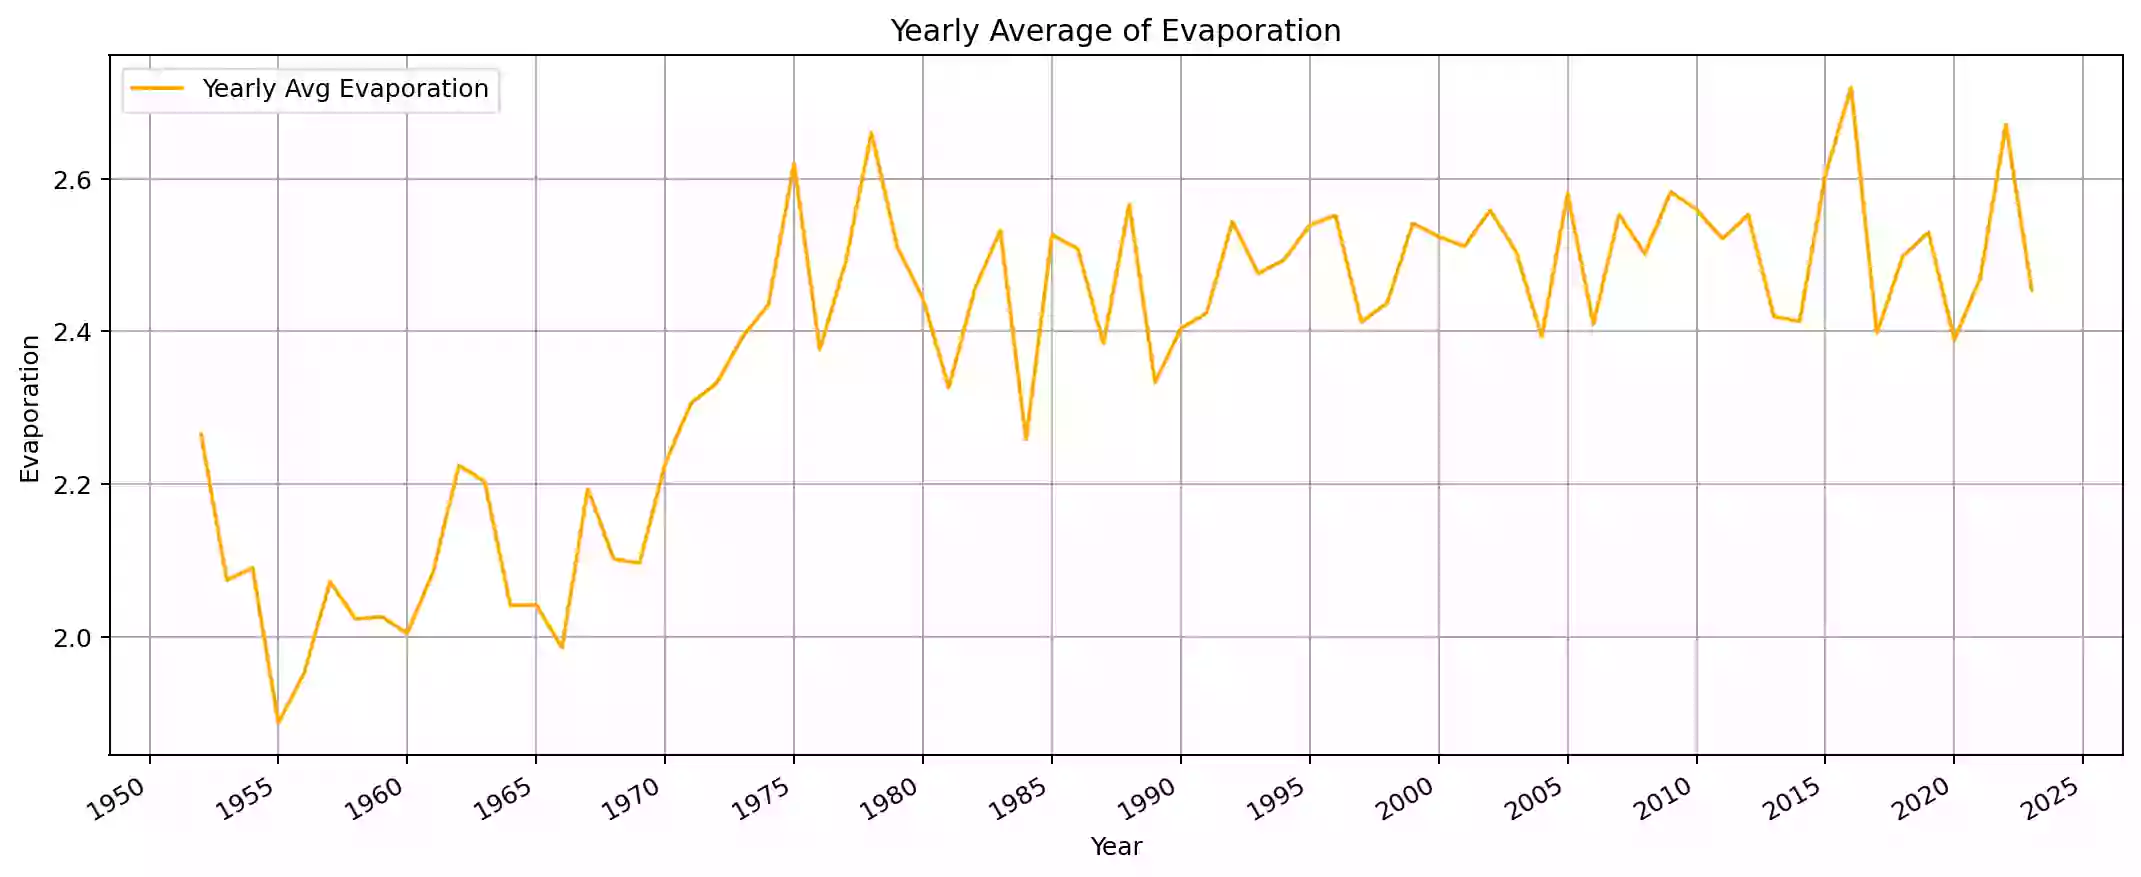 Yearly Average of Evaporation
Yearly Avg Evaporation
2.6
2.4
2.2
2.0
Evaporation
1950 1955 1960 1965 1970 1975 1980 1985 1990 1995 2000 2005 2010 2015 2020 2025
Year